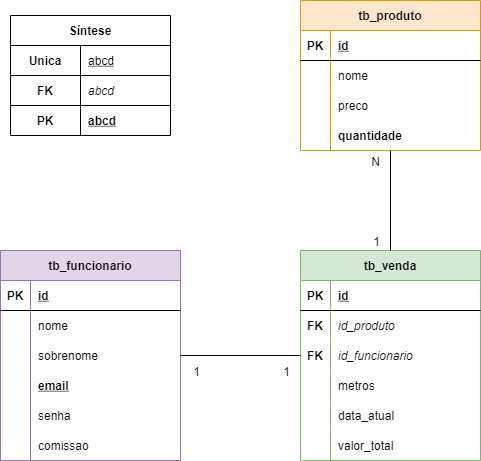 Síntese
Unica abcd
FK abcd
PK abcd
tb_produto
PK id
nome
preco
quantidade
N
1
tb_funcionario
PK id
nome
sobrenome
email
senha
comissao
1
1
tb_venda
PK id
FK id_produto
FK id_funcionario
metros
data_atual
valor_total